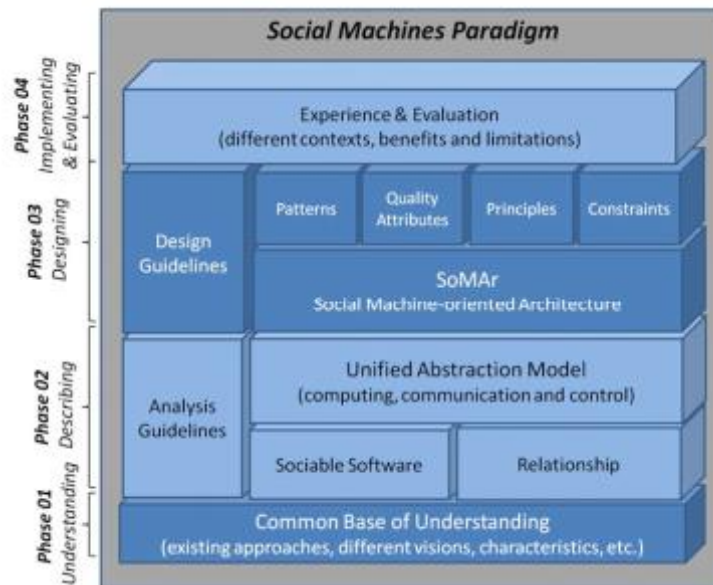 Social Machines Paradigm
Phase 04
Implementing
& Evaluating
Experience & Evaluation
(different contexts, benefits and limitations)
Phase 03
Designing
Design
Guidelines
Patterns
Quality
Attributes
Principles
Constraints
SoMAr
Social Machine-oriented Architecture
Phase 02
Describing
Analysis
Guidelines
Unified Abstraction Model
(computing, communication and control)
Sociable Software
Relationship
Phase 01
Understanding
Common Base of Understanding
(existing approaches, different visions, characteristics, etc.)